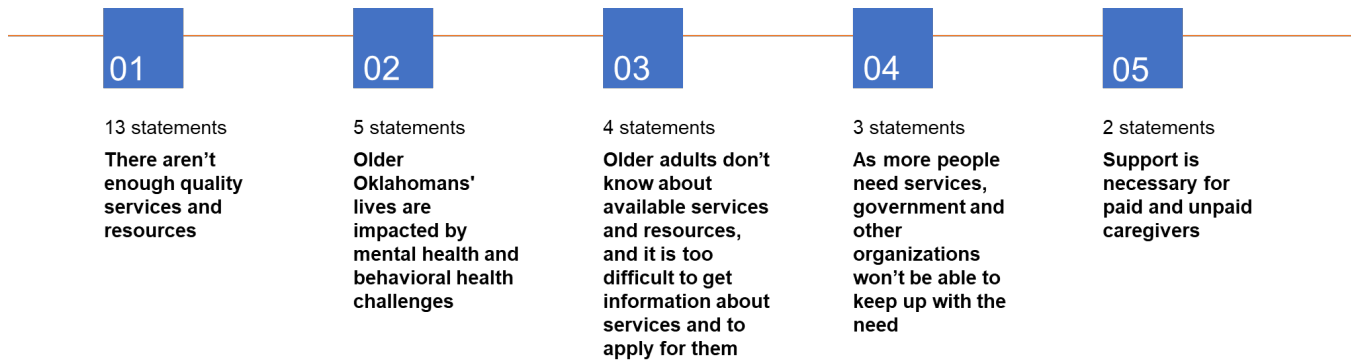 01
13 statements
There aren’t
enough quality
services and
resources
02
5 statements
Older
Oklahomans'
lives are
impacted by
mental health and
behavioral health
challenges
03
4 statements
Older adults don’t
know about
available services
and resources,
and it is too
difficult to get
information about
services and to
apply for them
04
3 statements
As more people
need services,
government and
other
organizations
won’t be able to
keep up with the
need
05
2 statements
Support is
necessary for
paid and unpaid
caregivers